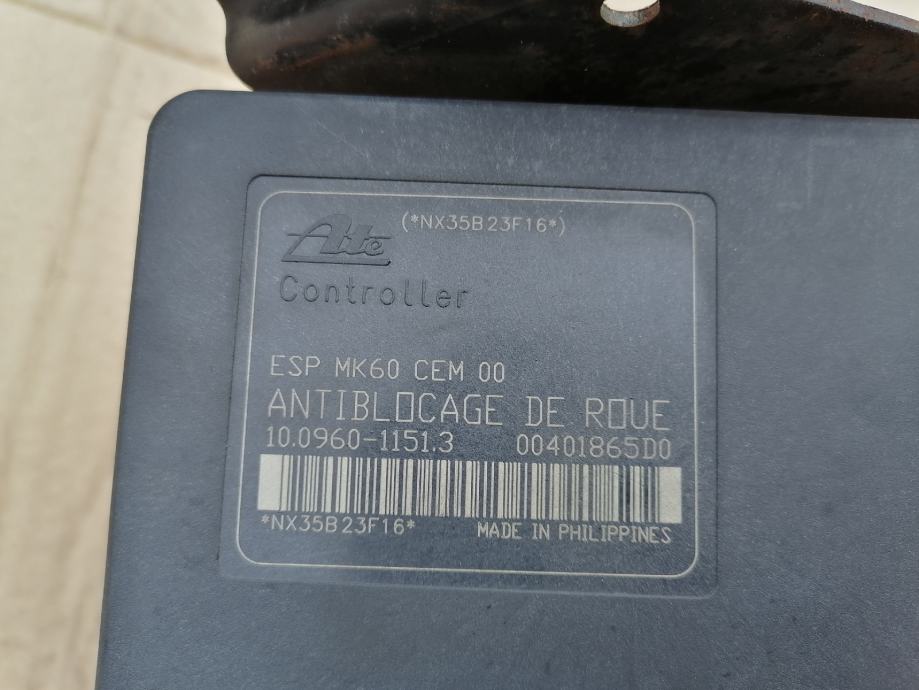 (*NX35B23F16*)
Ate
Controller
ESP MK60 CEM 00
ANTIBLOCAGE DE ROUE
10.0960-1151.3 00401865D0
*NX35B23F16* MADE IN PHILIPPINES